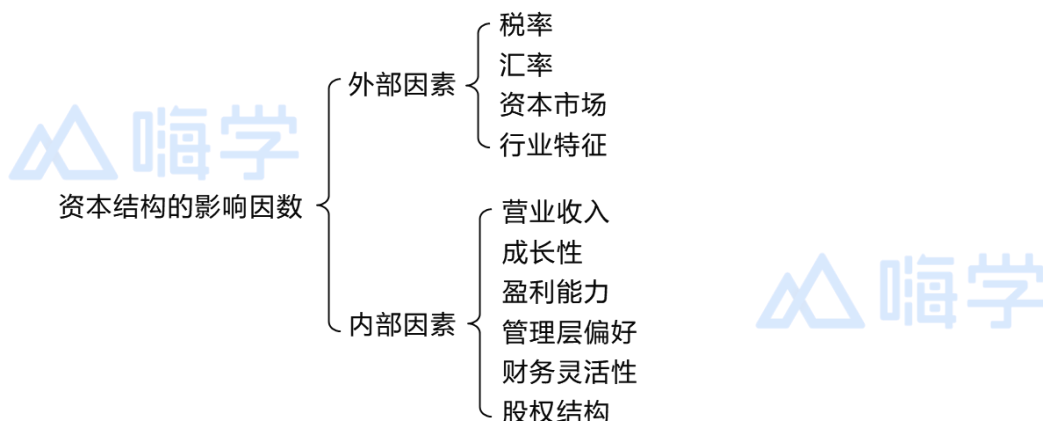 税率
汇率
外部因素
资本市场
行业特征
嗨学
资本结构的影响因数
营业收入
成长性
盈利能力
内部因素
管理层偏好
财务灵活性
股权结构
嗨学